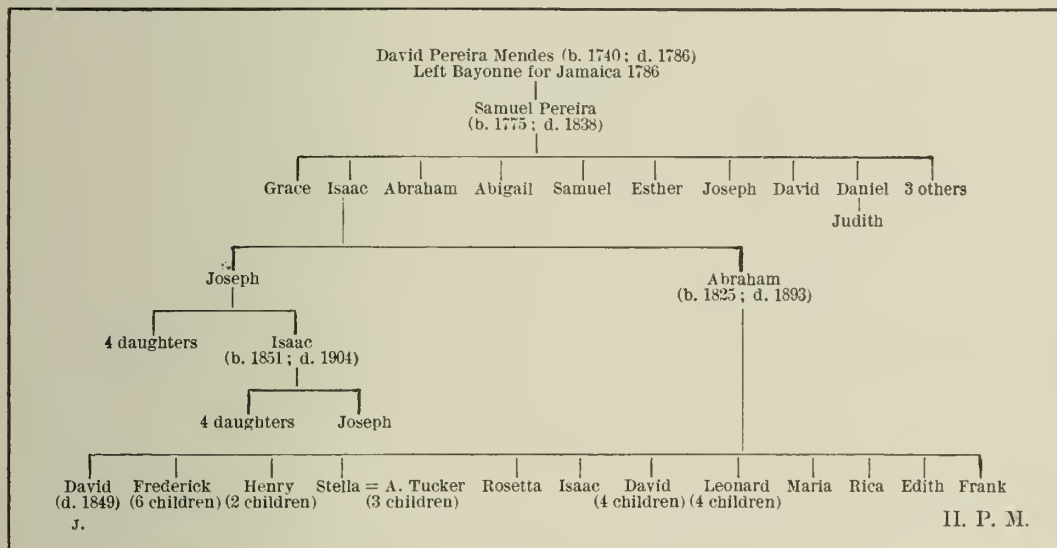 David Pereira Mendes (b. 1740; d. 1786)
Left Bayonne for Jamaica 1786
Samuel Pereira
(b. 1775; d. 1838)
Grace Isaac Abraham Abigail Samuel Esther Joseph David Daniel 3 others
Judith
Joseph Abraham
(b. 1825; d. 1893)
4 daughters Isaac
(b. 1851; d. 1904)
4 daughters Joseph
David Frederick Henry Stella = A. Tucker Rosetta Isaac David Leonard Maria Rica Edith Frank
(d. 1849) (6 children) (2 children) (3 children) (4 children) (4 children)
J. H. P. M.